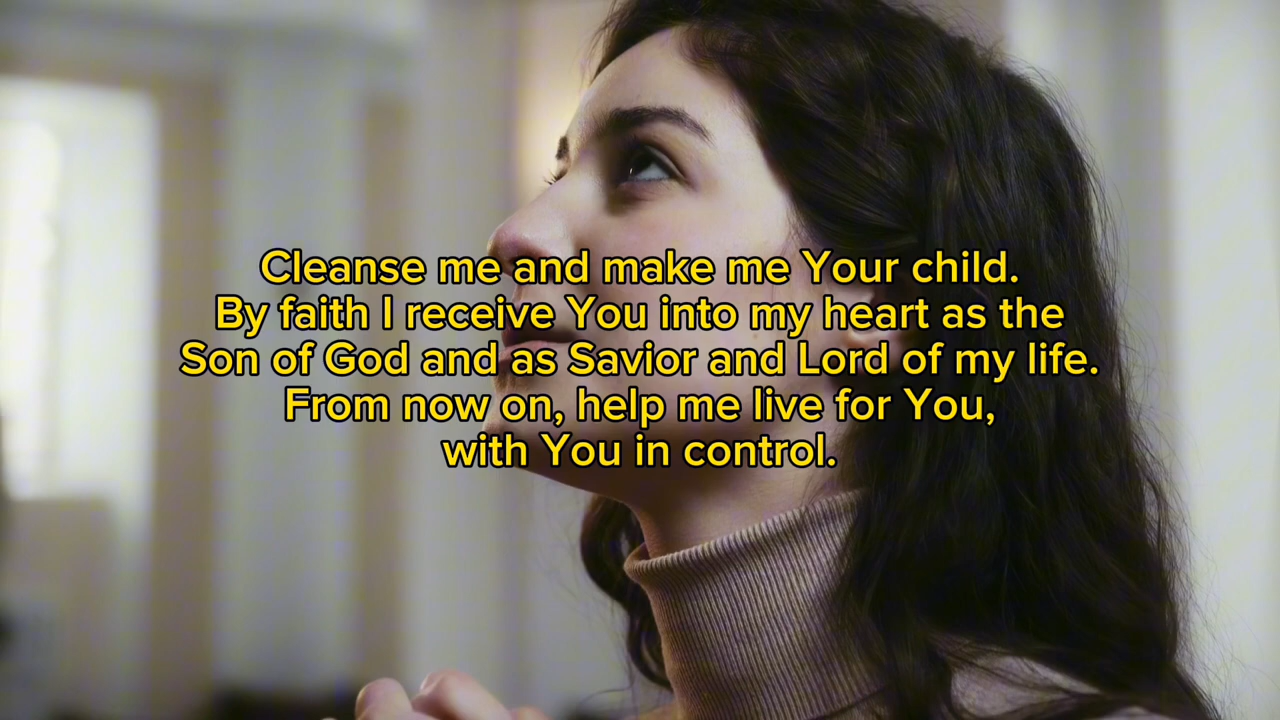 Cleanse me and make me Your child.
By faith I receive You into my heart as the
Son of God and as Savior and Lord of my life.
From now on, help me live for You,
with You in control.